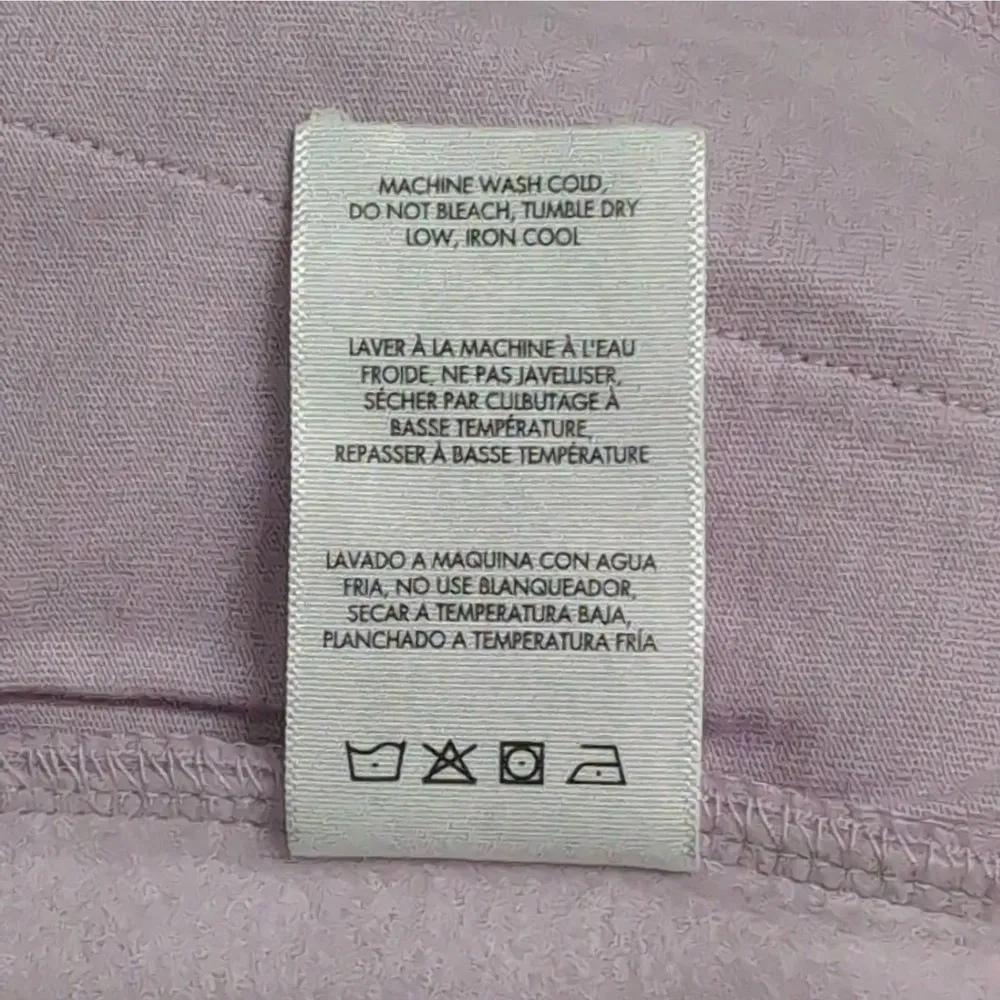 MACHINE WASH COLD,
DO NOT BLEACH, TUMBLE DRY
LOW, IRON COOL
LAVER À LA MACHINE À L'EAU
FROIDE, NE PAS JAVELLISER,
SÉCHER PAR CULBUTAGE À
BASSE TEMPÉRATURE,
REPASSER À BASSE TEMPÉRATURE
LAVADO A MAQUINA CON AGUA
FRIA, NO USE BLANQUEADOR,
SECAR A TEMPERATURA BAJA,
PLANCHADO A TEMPERATURA FRÍA